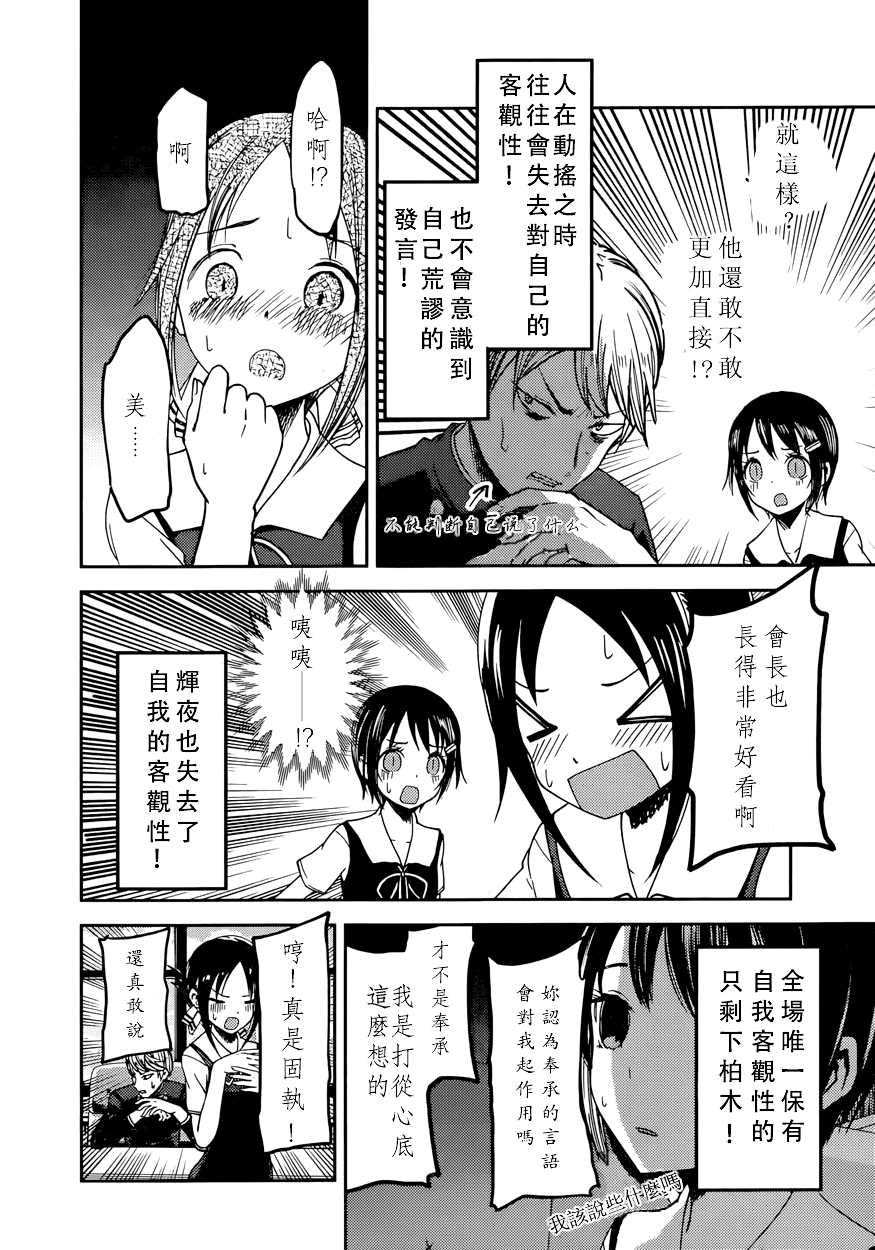 就這樣？
他還敢不敢
更加直接!?
人在動搖之時
往往會失去對自己的
客觀性！
也不會意識到
自己荒謬的
發言！
不能判断自己说了什么
哈啊!?
啊
美……
會長也
長得非常好看啊
咦咦——!?
輝夜也失去了
自我的客觀性！
全場唯一保有
自我客觀性的
只剩下柏木！
妳認為奉承的言語
會對我起作用嗎
才不是奉承
我是打從心底
這麼想的
我該說些什麼嗎
哼！真是固執！
還真敢說